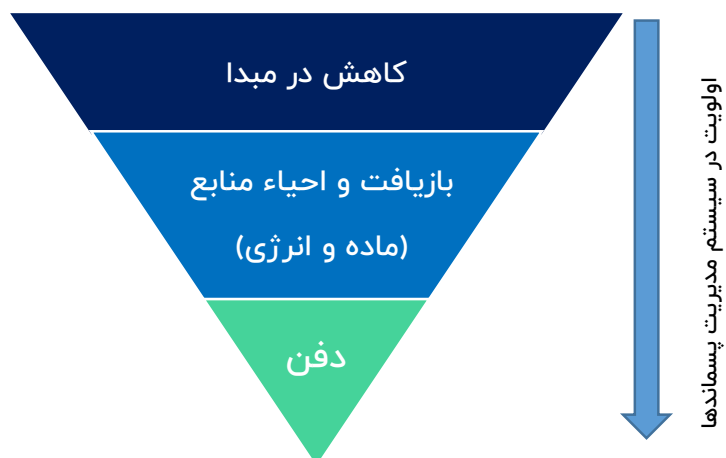 کاهش در مبدا
بازیافت و احیاء منابع
(ماده و انرژی)
دفن
اولویت در سیستم مدیریت پسماندها